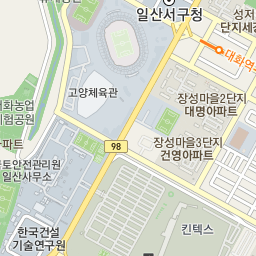 일산서구청
성저
단지세
대화역
고양체육관
장성마을2단지
대명아파트
화농업
험공원
아파트
장성마을3단지
건영아파트
98
토안전관리원
일산사무소
한국건설
기술연구원
킨텍스